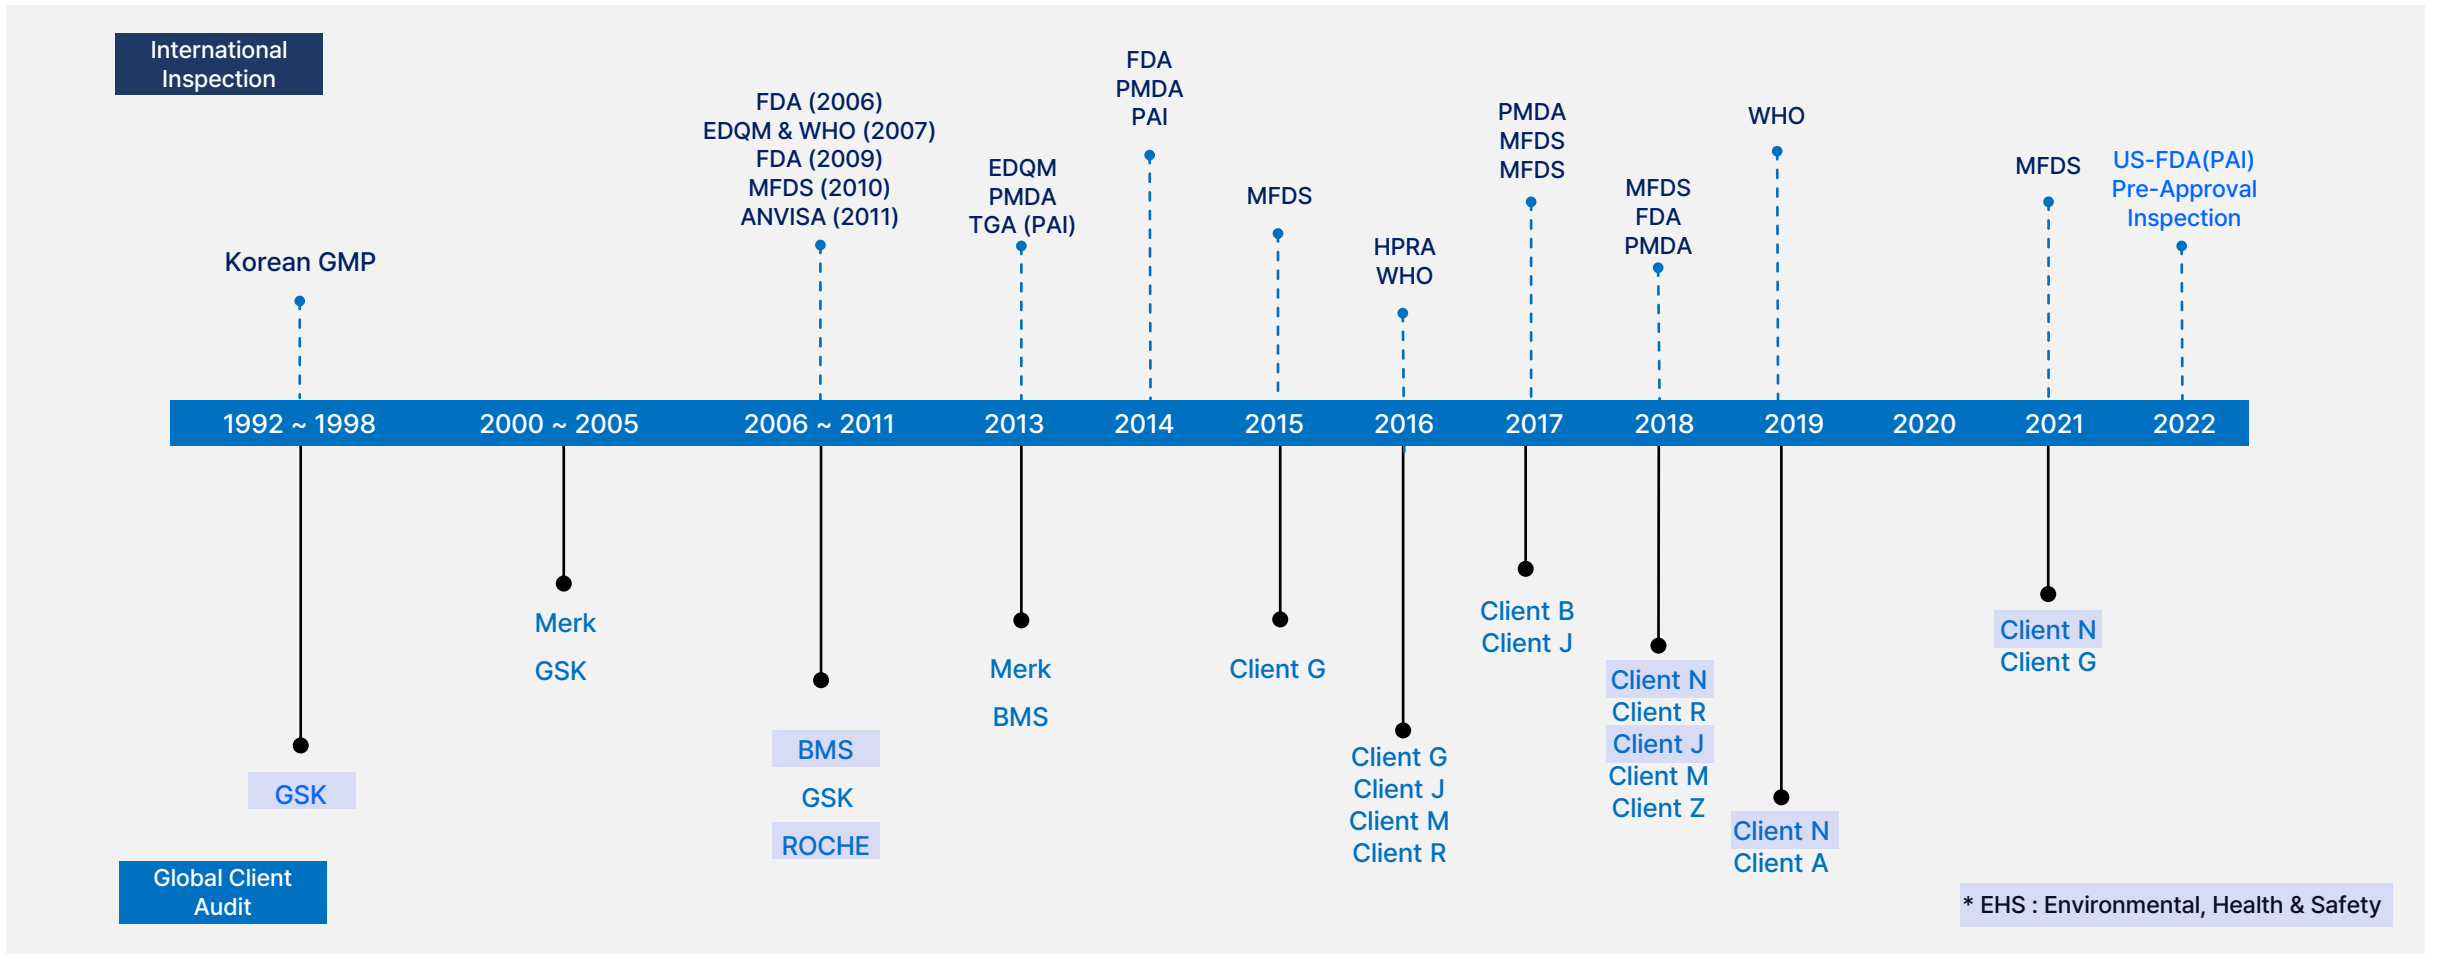 International
Inspection
Korean GMP
FDA (2006)
EDQM & WHO (2007)
FDA (2009)
MFDS (2010)
ANVISA (2011)
EDQM
PMDA
TGA (PAI)
FDA
PMDA
PAI
MFDS
HPRA
WHO
PMDA
MFDS
MFDS
MFDS
FDA
PMDA
WHO
MFDS
US-FDA(PAI)
Pre-Approval
Inspection
1992 ~ 1998
2000 ~ 2005
2006 ~ 2011
2013
2014
2015
2016
2017
2018
2019
2020
2021
2022
GSK
Merk
GSK
BMS
GSK
ROCHE
Merk
BMS
Client G
Client G
Client J
Client M
Client R
Client B
Client J
Client N
Client R
Client J
Client M
Client Z
Client N
Client A
Client N
Client G
Global Client
Audit
* EHS : Environmental, Health & Safety